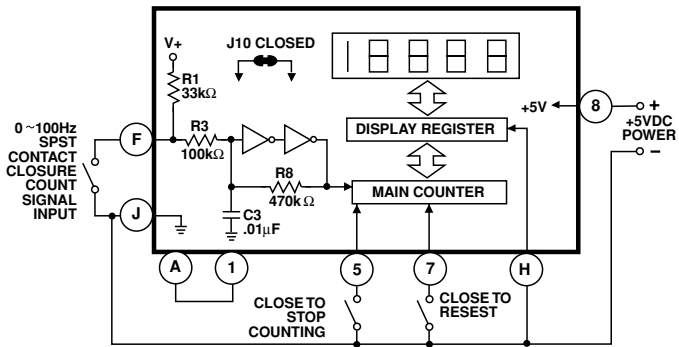 J10 CLOSED
V+
R1
33kΩ
+5V
8
+
+5VDC
POWER
−
0 ~100Hz
SPST
CONTACT
CLOSURE
COUNT
SIGNAL
INPUT
F
R3
100kΩ
DISPLAY REGISTER
R8
470kΩ
MAIN COUNTER
J
C3
.01µF
A
1
5
7
H
CLOSE TO
STOP
COUNTING
CLOSE TO
RESEST